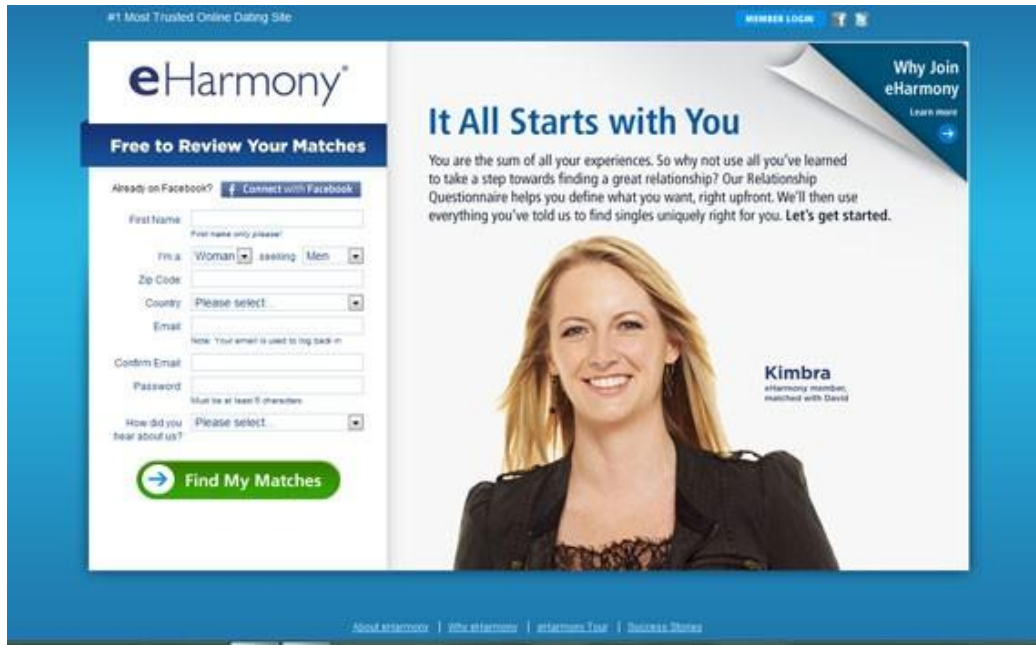 #1 Most Trusted Online Dating Site
MEMBER LOGIN
eHarmony®
Free to Review Your Matches
Already on Facebook? f Connect with Facebook
First Name
First name only please!
I'm a Woman seeking Men
Zip Code
Country Please select...
Email
Note: Your email is used to log back in
Confirm Email
Password
Must be at least 5 characters
How did you Please select...
hear about us?
Find My Matches
Why Join
eHarmony
Learn more
It All Starts with You
You are the sum of all your experiences. So why not use all you've learned
to take a step towards finding a great relationship? Our Relationship
Questionnaire helps you define what you want, right upfront. We'll then use
everything you've told us to find singles uniquely right for you. Let's get started.
Kimbra
eHarmony member,
matched with David
About eHarmony | Why eHarmony | eHarmony Tour | Success Stories